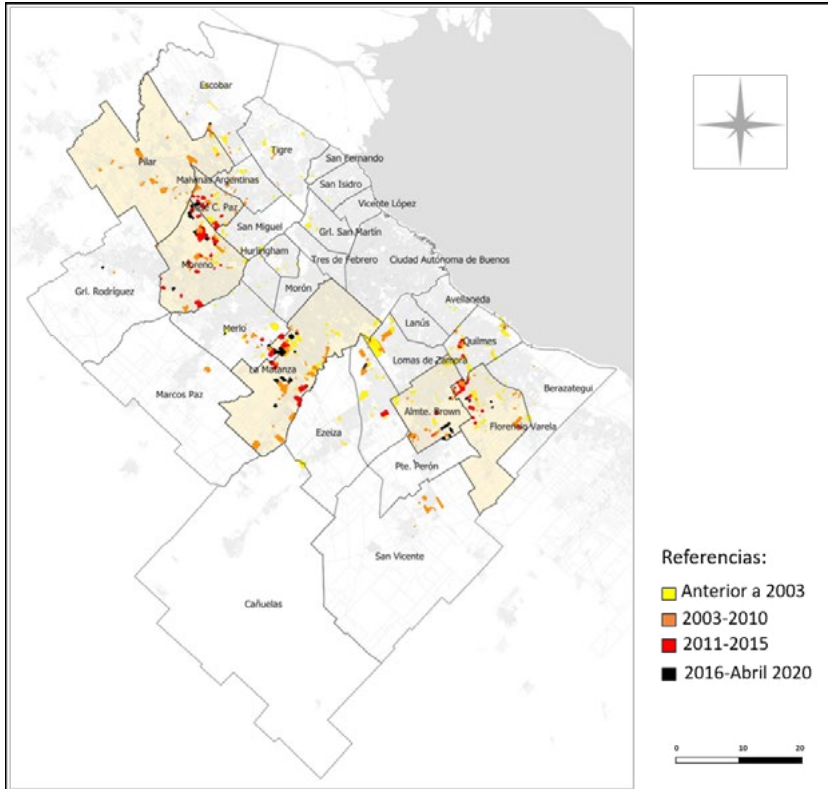 Escobar
Pilar
Tigre
San Fernando
Malvinas Argentinas
San Isidro
José C. Paz
Vicente López
San Miguel
Grl. San Martín
Hurlingham
Tres de Febrero
Ciudad Autónoma de Buenos
Moreno
Grl. Rodríguez
Morón
Avellaneda
Merlo
Lanús
Quilmes
Lomas de Zamora
La Matanza
Berazategui
Marcos Paz
Almte. Brown
Florencio Varela
Ezeiza
Pte. Perón
San Vicente
Cañuelas
Referencias:
Anterior a 2003
2003-2010
2011-2015
2016-Abril 2020
0 10 20